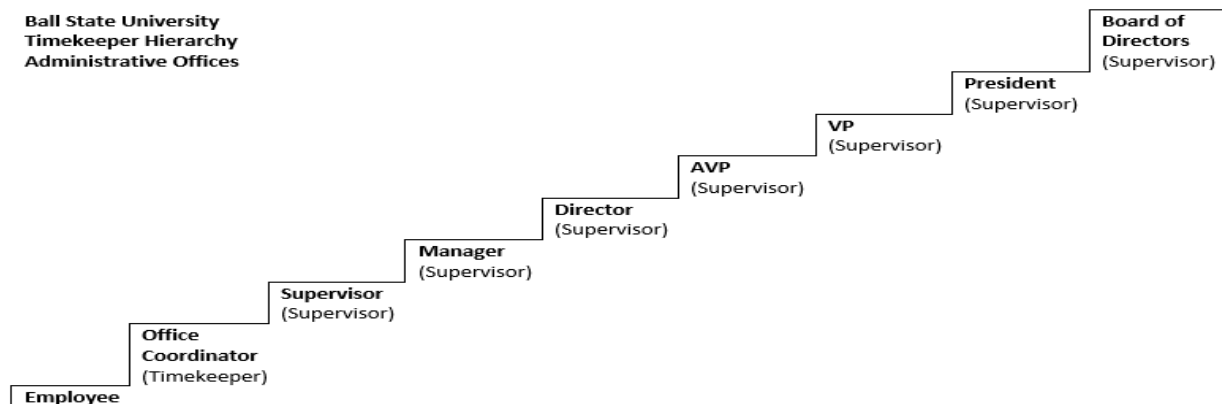 Ball State University
Timekeeper Hierarchy
Administrative Offices
Board of
Directors
(Supervisor)
President
(Supervisor)
VP
(Supervisor)
AVP
(Supervisor)
Director
(Supervisor)
Manager
(Supervisor)
Supervisor
(Supervisor)
Office
Coordinator
(Timekeeper)
Employee